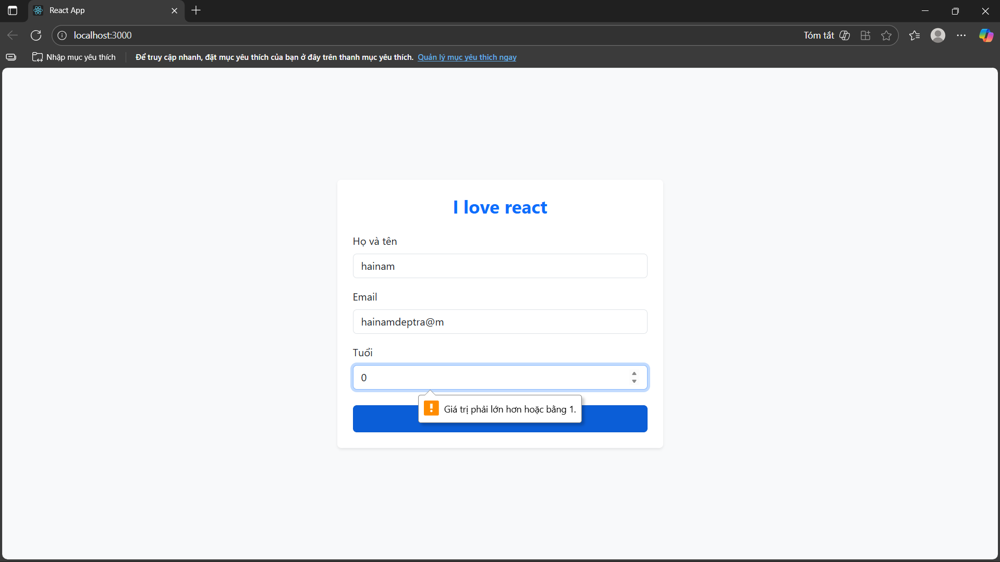 React App
localhost:3000
Tóm tắt
Nhập mục yêu thích
Để truy cập nhanh, đặt mục yêu thích của bạn ở đây trên thanh mục yêu thích. Quản lý mục yêu thích ngay
I love react
Họ và tên
hainam
Email
hainamdeptra@m
Tuổi
0
Giá trị phải lớn hơn hoặc bằng 1.